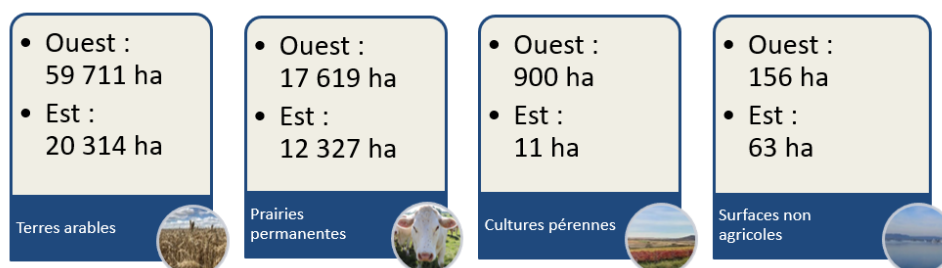 • Ouest :
59 711 ha
• Est :
20 314 ha
Terres arables
• Ouest :
17 619 ha
• Est :
12 327 ha
Prairies
permanentes
• Ouest :
900 ha
• Est :
11 ha
Cultures pérennes
• Ouest :
156 ha
• Est :
63 ha
Surfaces non
agricoles